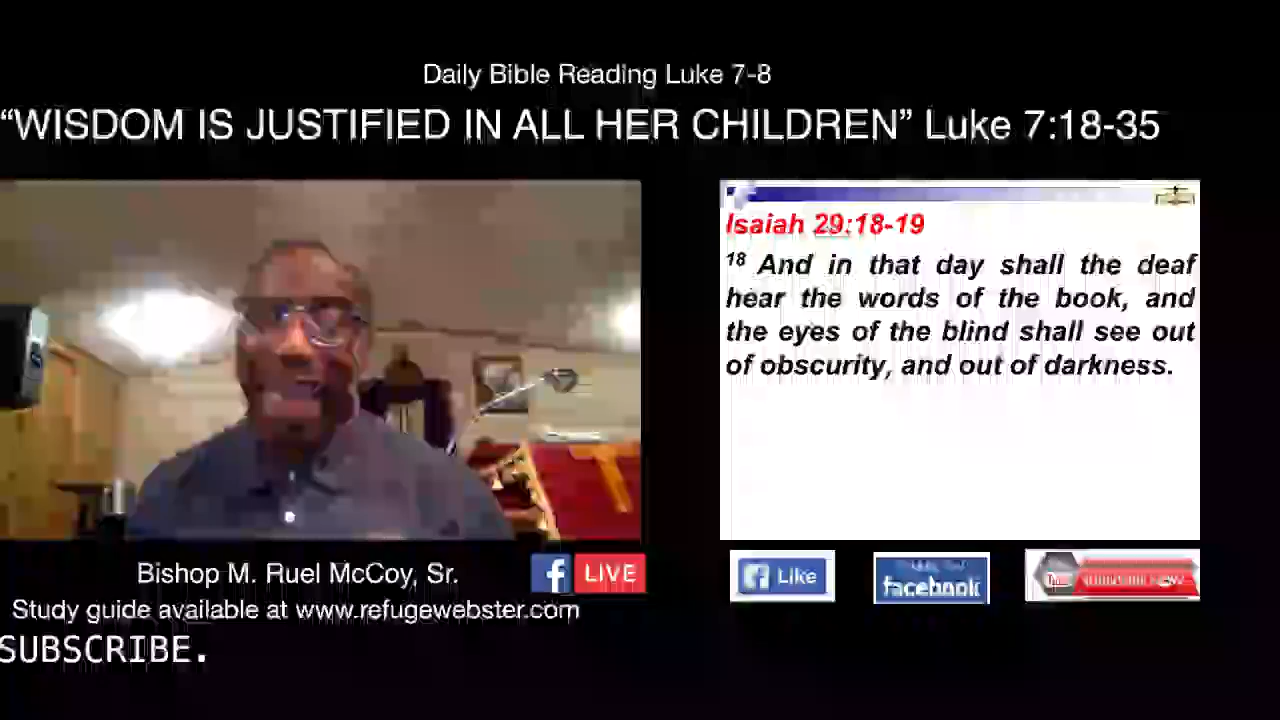 Daily Bible Reading Luke 7-8
“WISDOM IS JUSTIFIED IN ALL HER CHILDREN” Luke 7:18-35
Isaiah 29:18-19
18 And in that day shall the deaf
hear the words of the book, and
the eyes of the blind shall see out
of obscurity, and out of darkness.
Bishop M. Ruel McCoy, Sr.
f LIVE
f Like
facebook
You
Study guide available at www.refugewebster.com
SUBSCRIBE.